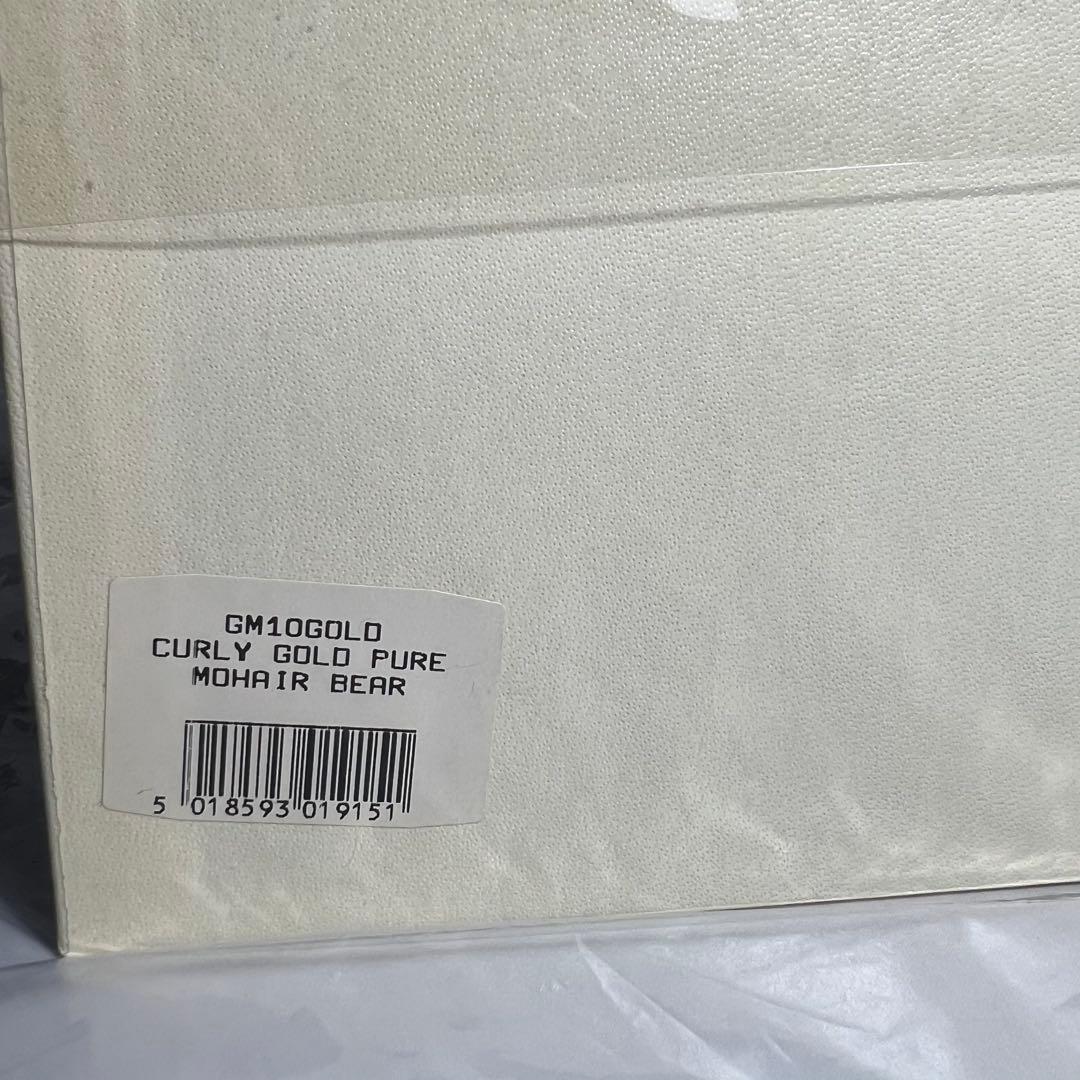 GM10GOLD
CURLY GOLD PURE
MOHAIR BEAR
5 018593 019151